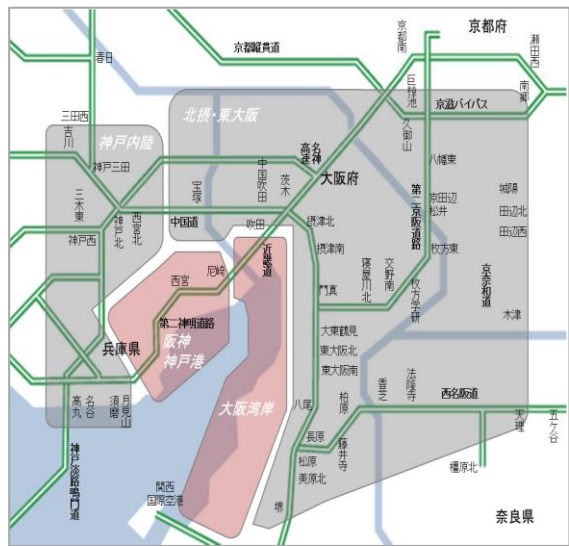 京都府
京都南
瀬田西
京都縦貫道
春日
巨椋池
南郷
京滋バイパス
三田西
吉川
北摂・東大阪
久御山
神戸内陸
高名
速神
八幡東
神戸三田
中国吹田
茨木
大阪府
宝塚
第二京阪道路
京田辺
松井
城陽
三木東
神戸北
西宮北
中国道
吹田
摂津北
田辺北
田辺西
神戸西
近畿道
摂津南
枚方東
尼崎
西宮
寝屋川北
交野南
京奈和道
門真
枚方学研
第二神明道路
木津
阪神
神戸港
大東鶴見
兵庫県
東大阪北
東大阪南
法隆寺
香芝
柏原
西名阪道
高丸
名谷
須磨
月見山
大阪湾岸
八尾
天理
五ケ谷
長原
藤井寺
松原
美原北
神戸淡路鳴門道
橿原北
関西
国際空港
堺
奈良県